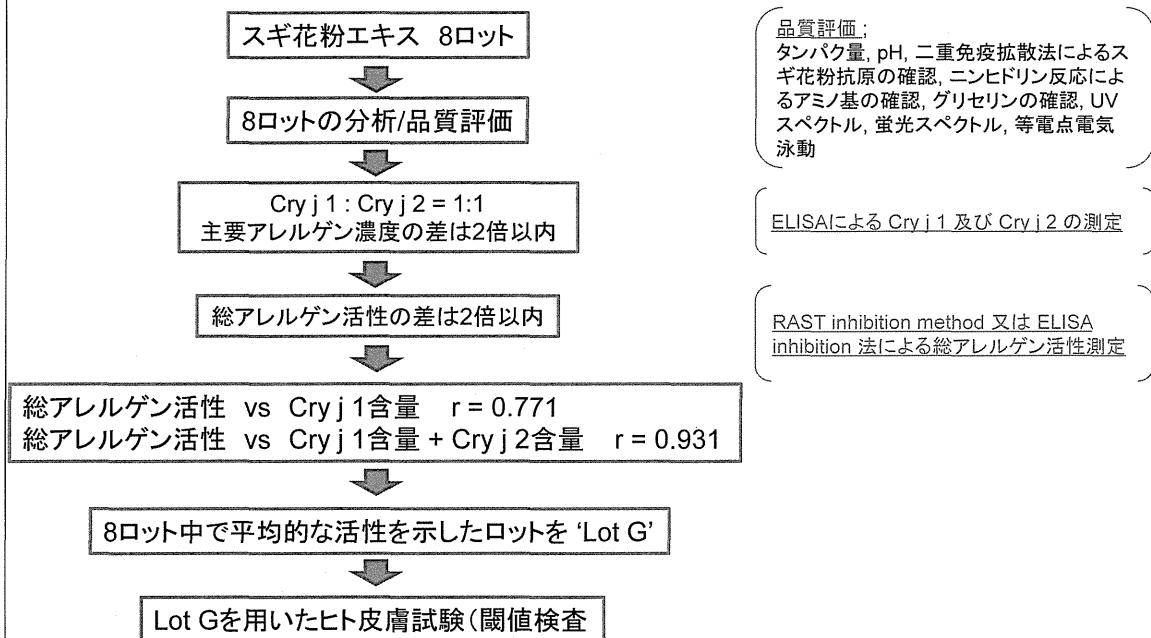 スギ花粉エキス 8ロット
8ロットの分析/品質評価
Cry j 1 : Cry j 2 = 1:1
主要アレルゲン濃度の差は2倍以内
総アレルゲン活性の差は2倍以内
総アレルゲン活性 vs Cry j 1含量 r = 0.771
総アレルゲン活性 vs Cry j 1含量 + Cry j 2含量 r = 0.931
8ロット中で平均的な活性を示したロットを 'Lot G'
Lot Gを用いたヒト皮膚試験(閾値検査
品質評価 ;
タンパク量, pH, 二重免疫拡散法によるス
ギ花粉抗原の確認, ニンヒドリン反応によ
るアミノ基の確認, グリセリンの確認, UV
スペクトル, 蛍光スペクトル, 等電点電気
泳動
ELISAによる Cry j 1 及び Cry j 2 の測定
RAST inhibition method 又は ELISA
inhibition 法による総アレルゲン活性測定